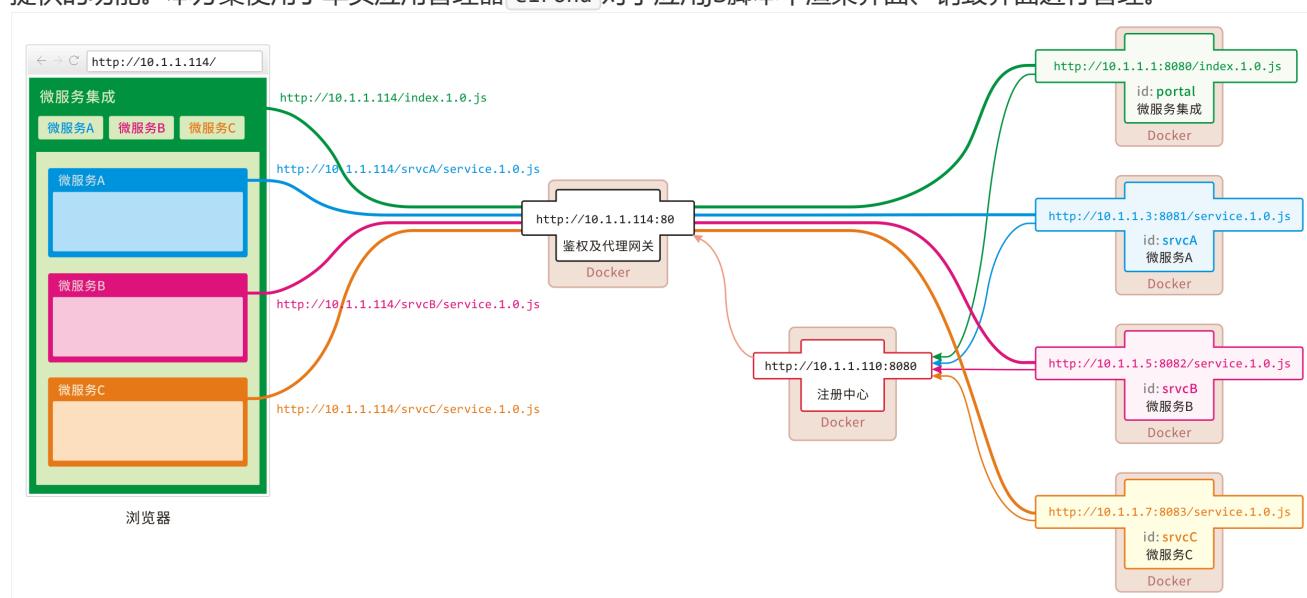 提供的功能。本方案使用了单页应用管理器 对子应用js脚本中渲染界面、销毁界面进行管理。
http://10.1.1.114/
微服务集成
微服务A 微服务B 微服务C
微服务A
微服务B
微服务C
浏览器
http://10.1.1.114/index.1.0.js
http://10.1.1.114/srvcA/service.1.0.js
http://10.1.1.114/srvcB/service.1.0.js
http://10.1.1.114/srvcC/service.1.0.js
http://10.1.1.114:80
鉴权及代理网关
Docker
http://10.1.1.110:8080
注册中心
Docker
http://10.1.1.1:8080/index.1.0.js
id: portal
微服务集成
Docker
http://10.1.1.3:8081/service.1.0.js
id: srvcA
微服务A
Docker
http://10.1.1.5:8082/service.1.0.js
id: srvcB
微服务B
Docker
http://10.1.1.7:8083/service.1.0.js
id: srvcC
微服务C
Docker